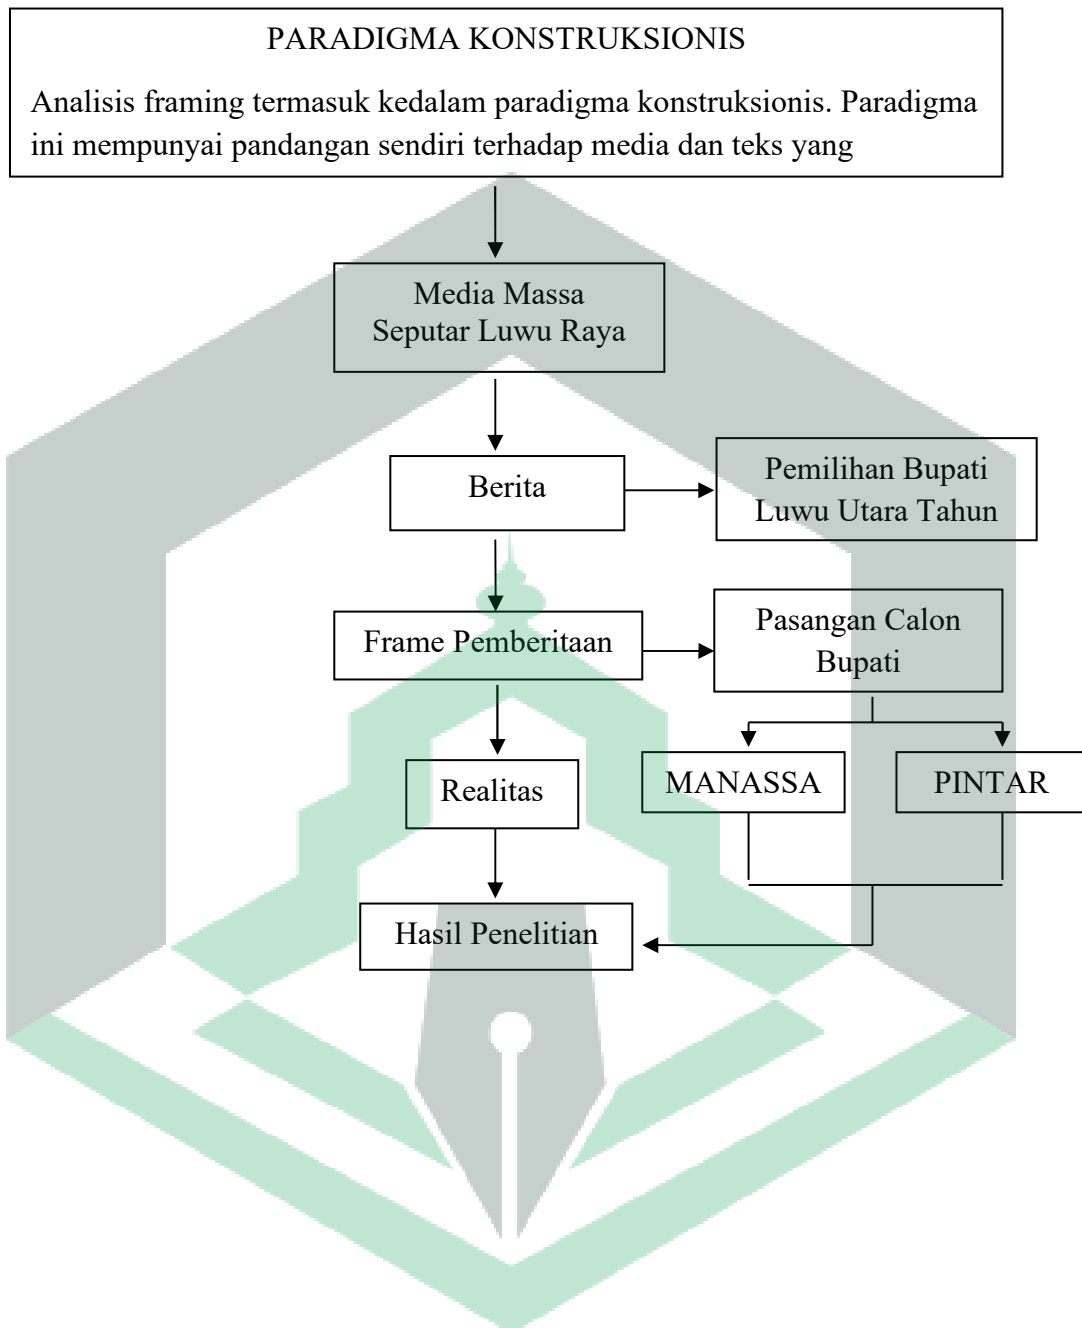 PARADIGMA KONSTRUKSIONIS
Analisis framing termasuk kedalam paradigma konstruksionis. Paradigma
ini mempunyai pandangan sendiri terhadap media dan teks yang
Media Massa
Seputar Luwu Raya
Berita
Pemilihan Bupati
Luwu Utara Tahun
Frame Pemberitaan
Pasangan Calon
Bupati
Realitas
MANASSA
PINTAR
Hasil Penelitian